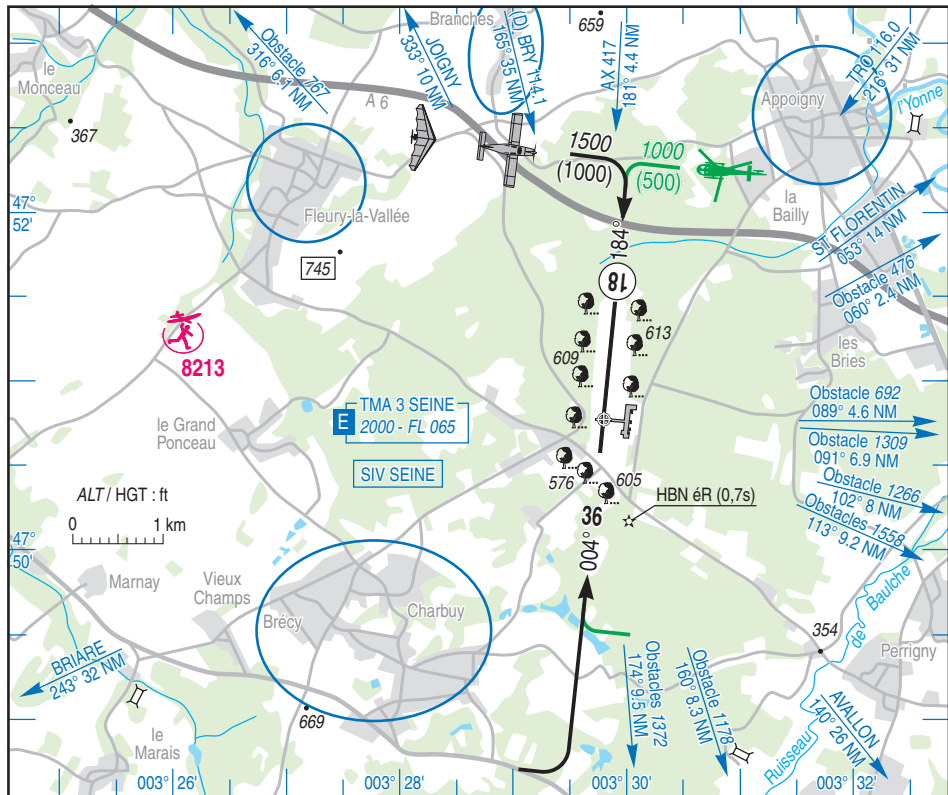 Branches
659
le
Monceau
Obstacle 767
316° 6.1 NM
JOIGNY
333° 10 NM
(D) BRY 114.1
165° 35 NM
AX 417
181° 4.4 NM
TRO 116.0
216° 31 NM
A 6
367
Appoigny
l'Yonne
1500
(1000)
1000
(500)
la
Bailly
47°
52'
Fleury-la-Vallée
745
184°
18
ST FLORENTIN
053° 14 NM
Obstacle 476
060° 2.4 NM
613
609
8213
les
Bries
E
TMA 3 SEINE
2000 - FL 065
SIV SEINE
le Grand
Ponceau
Obstacle 692
089° 4.6 NM
Obstacle 1309
091° 6.9 NM
Obstacle 1266
102° 8 NM
Obstacles 1558
113° 9.2 NM
576
605
HBN éR (0,7s)
ALT / HGT : ft
0 1 km
36
004°
47°
50'
Marnay
Vieux
Champs
Brécy
Charbuy
Ruisseau de Baulche
354
Perrigny
BRIARE
243° 32 NM
669
le
Marais
Obstacles 1372
174° 9.5 NM
Obstacle 1178
160° 8.3 NM
AVALLON
140° 26 NM
003° 26'
003° 28'
003° 30'
003° 32'